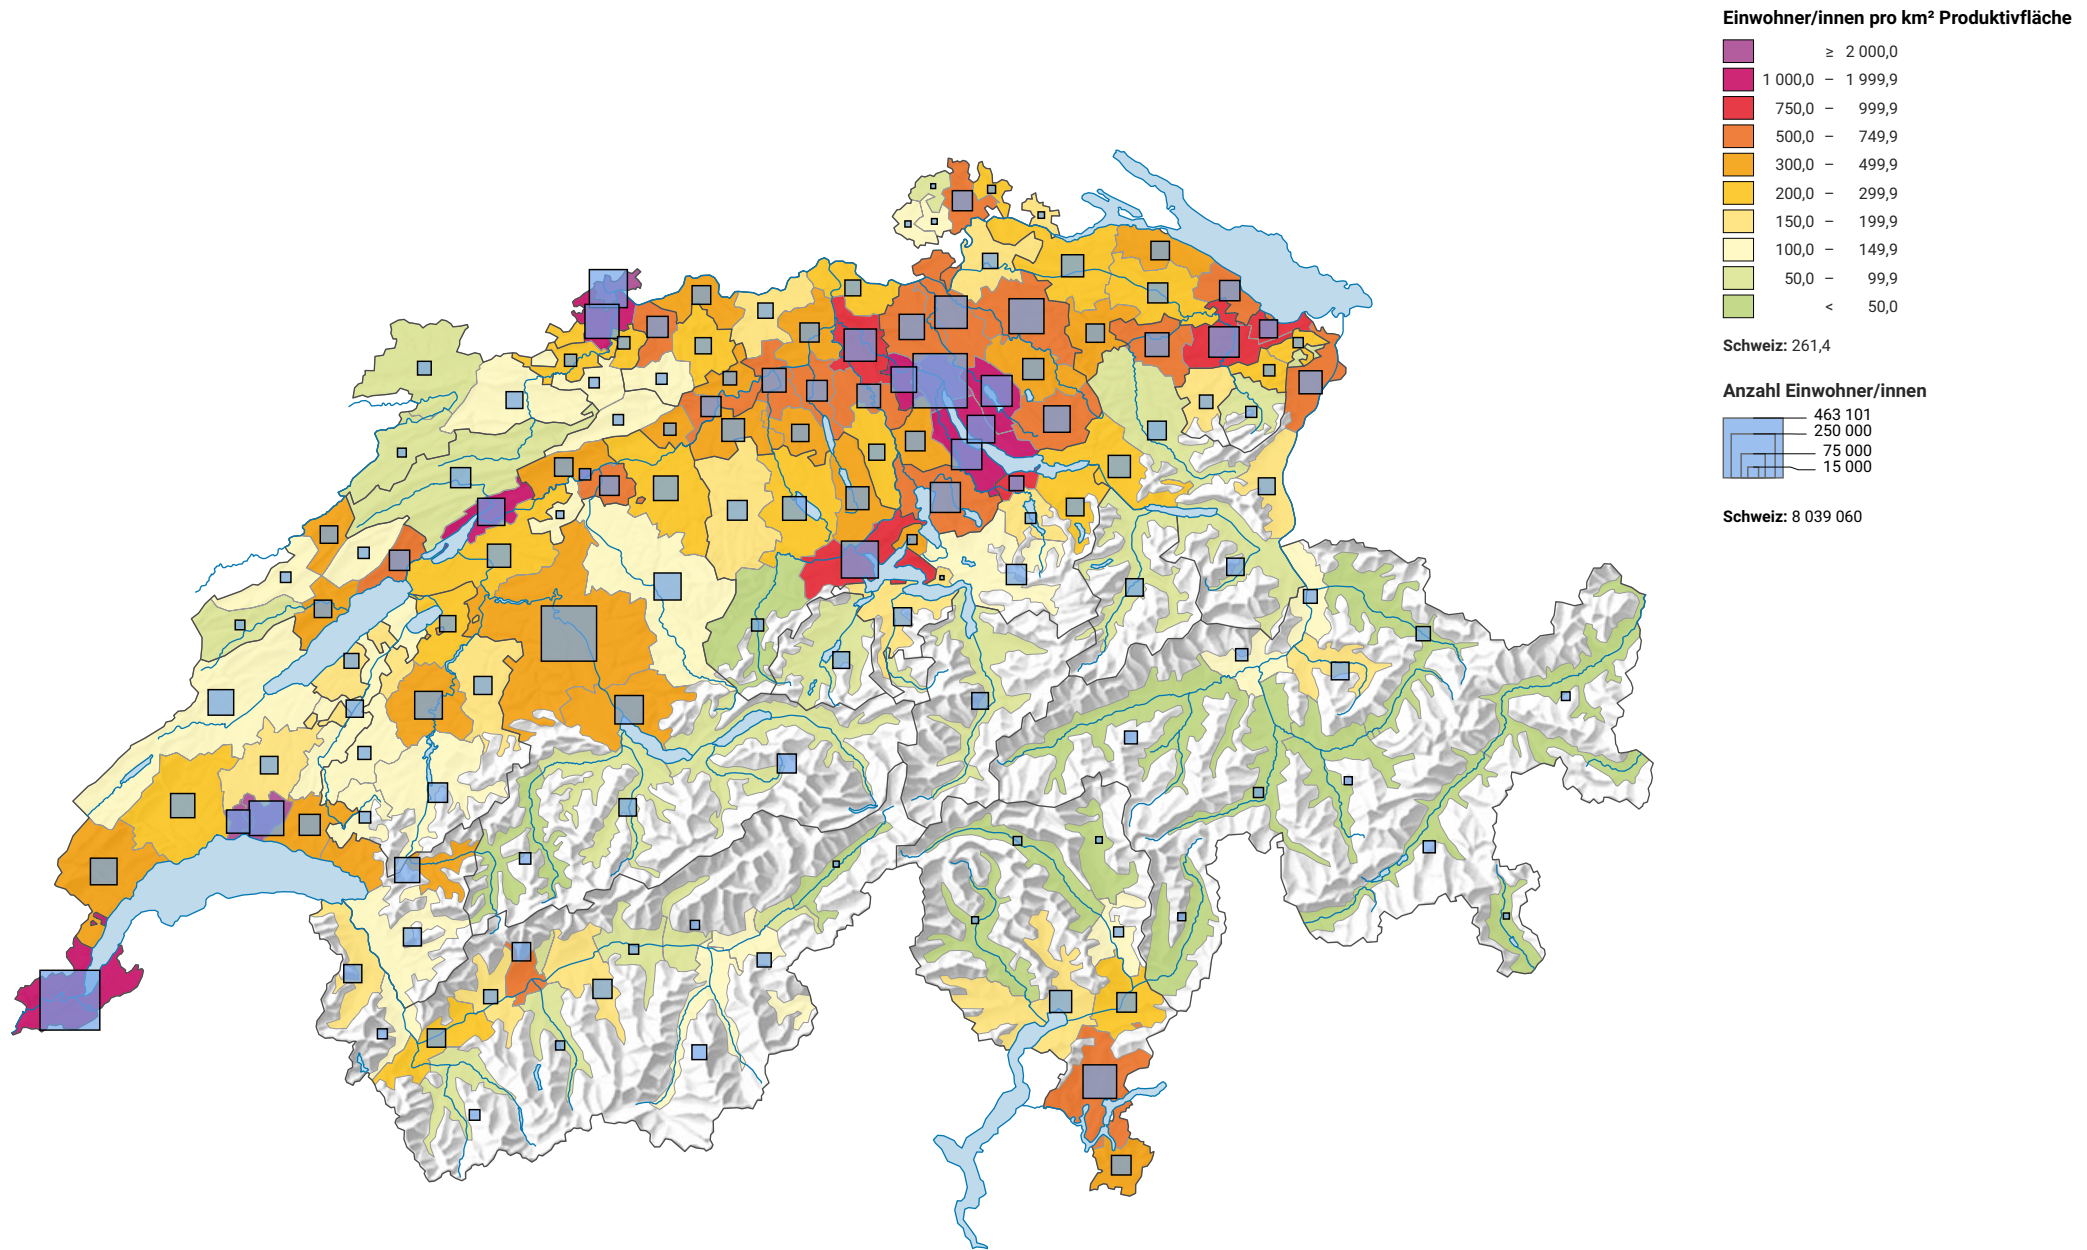 Einwohner/innen pro km² Produktivfläche
≥ 2 000,0
1 000,0 – 1 999,9
750,0 – 999,9
500,0 – 749,9
300,0 – 499,9
200,0 – 299,9
150,0 – 199,9
100,0 – 149,9
50,0 – 99,9
< 50,0
Schweiz: 261,4
Anzahl Einwohner/innen
463 101
250 000
75 000
15 000
Schweiz: 8 039 060